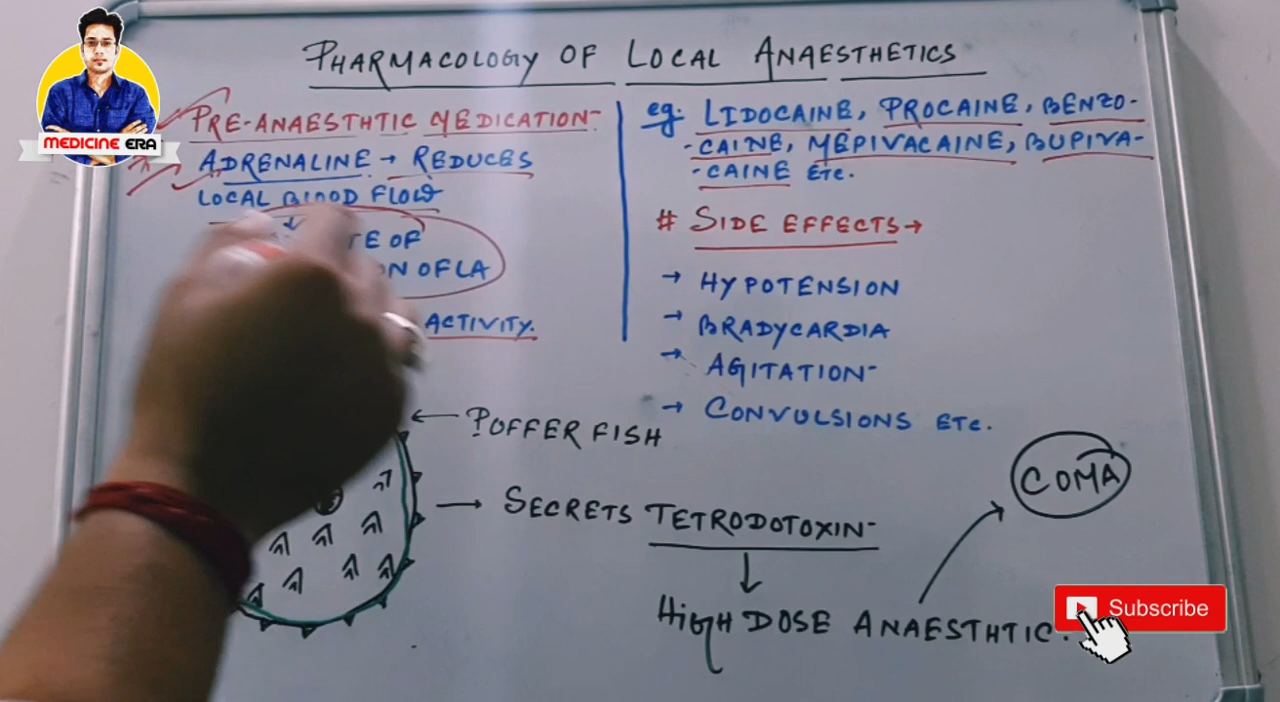 PHARMACOLOGY OF LOCAL ANAESTHETICS
MEDICINE ERA
PRE-ANAESTHTIC MEDICATION-
ADRENALINE → REDUCES
LOCAL BLOOD FLOW
OF
OF LA
ACTIVITY.
eg. LIDOCAINE, PROCAINE, BENZO-
-CAINE, MEPIVACAINE, BUPIVA-
-CAINE ETC.
# SIDE EFFECTS→
→ HYPOTENSION
→ BRADYCARDIA
→ AGITATION-
→ CONVULSIONS ETC.
← POFFER FISH
→ SECRETS TETRODOTOXIN-
COMA
HIGH DOSE ANAESTHTIC.
Subscribe